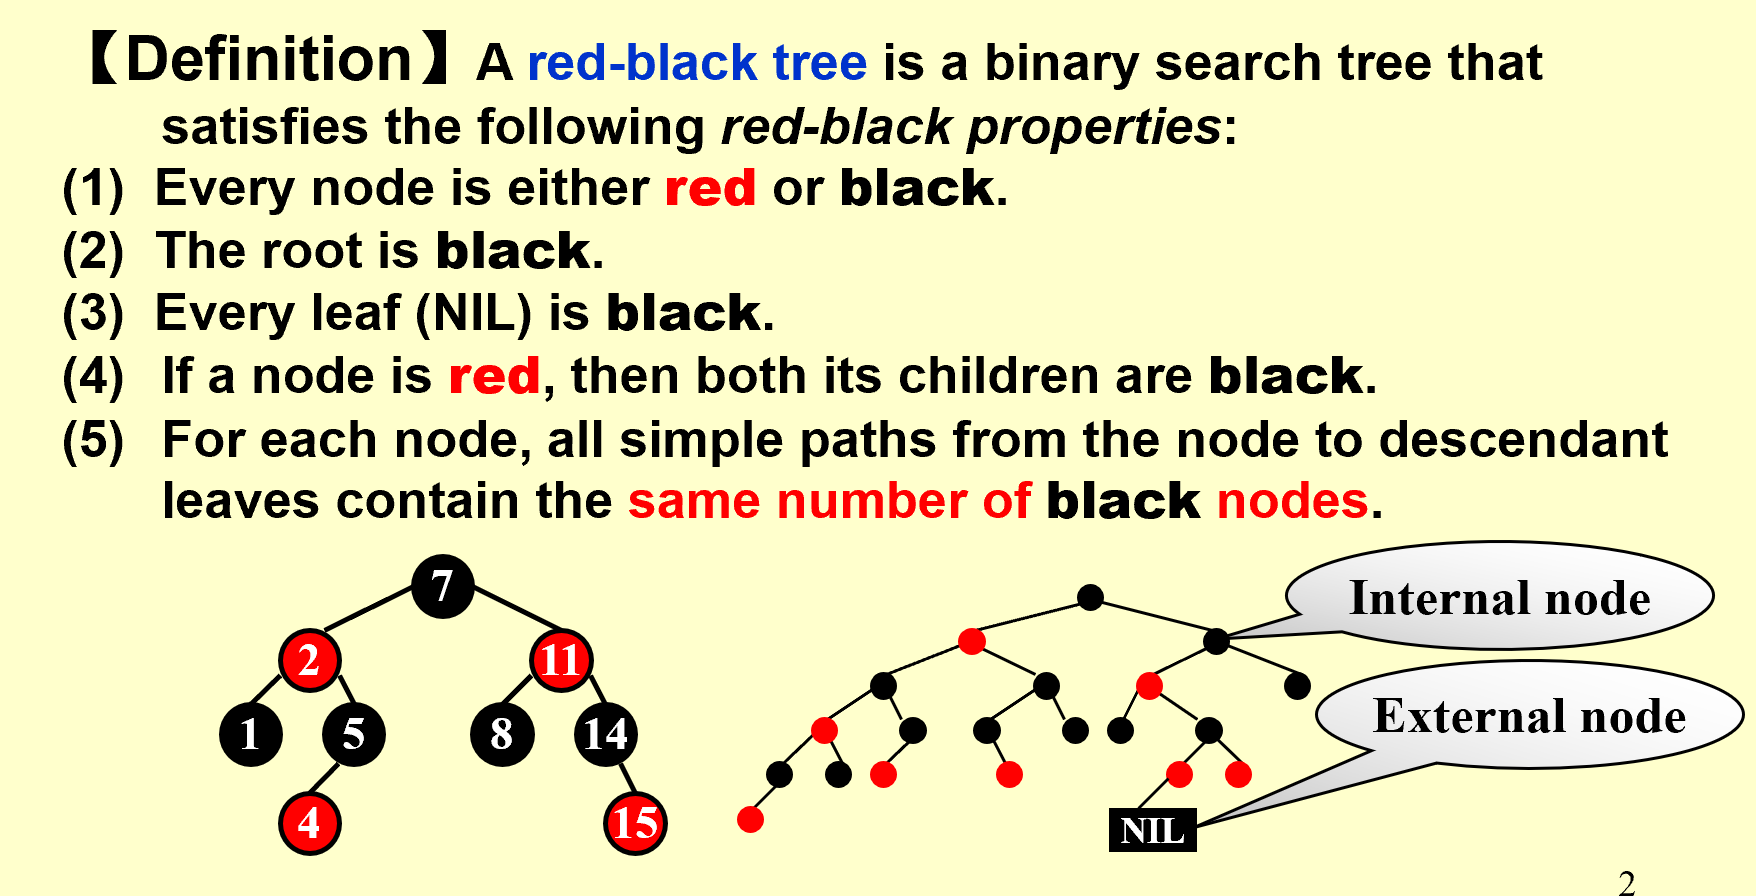 【Definition】A red-black tree is a binary search tree that
satisfies the following red-black properties:
(1) Every node is either red or black.
(2) The root is black.
(3) Every leaf (NIL) is black.
(4) If a node is red, then both its children are black.
(5) For each node, all simple paths from the node to descendant
leaves contain the same number of black nodes.
7
2 11
1 5 8 14
4 15
Internal node
External node
NIL
2